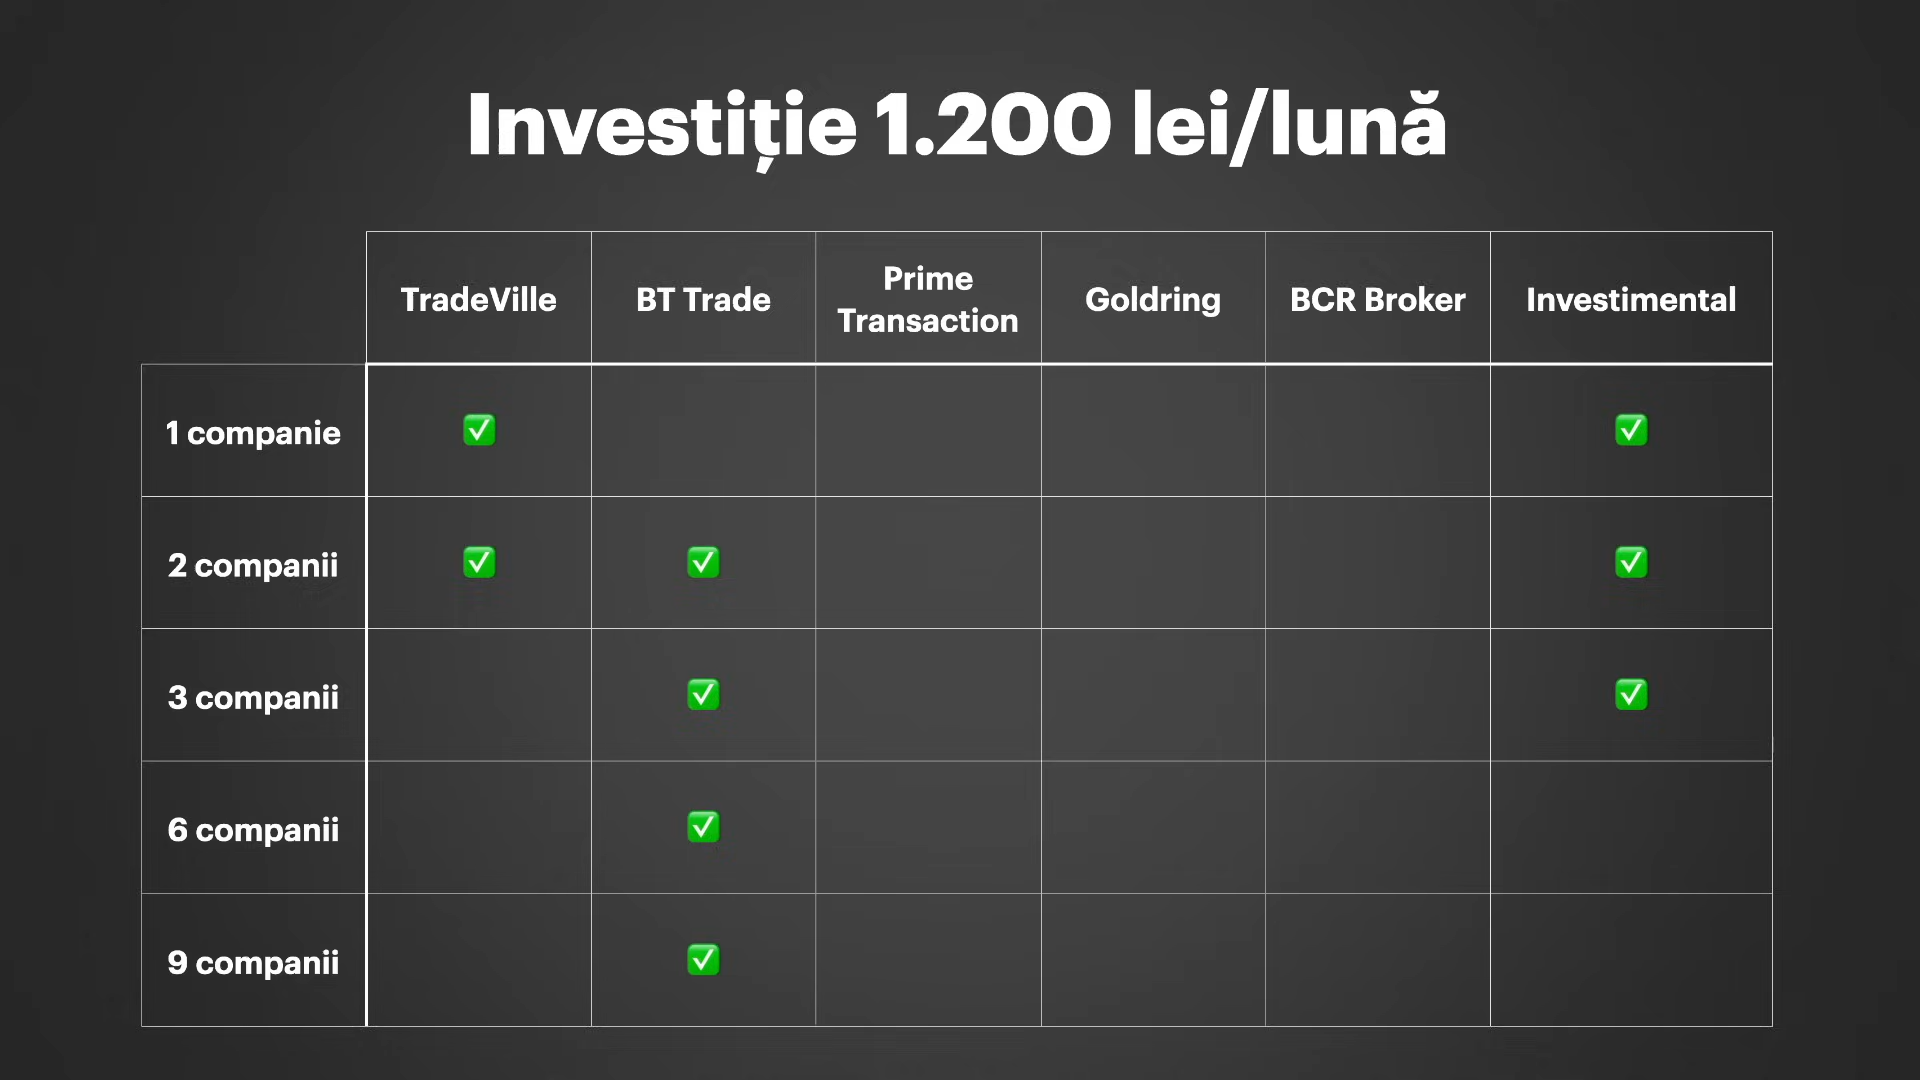 Investiție 1.200 lei/lună
TradeVille
BT Trade
Prime
Transaction
Goldring
BCR Broker
Investimental
1 companie
2 companii
3 companii
6 companii
9 companii